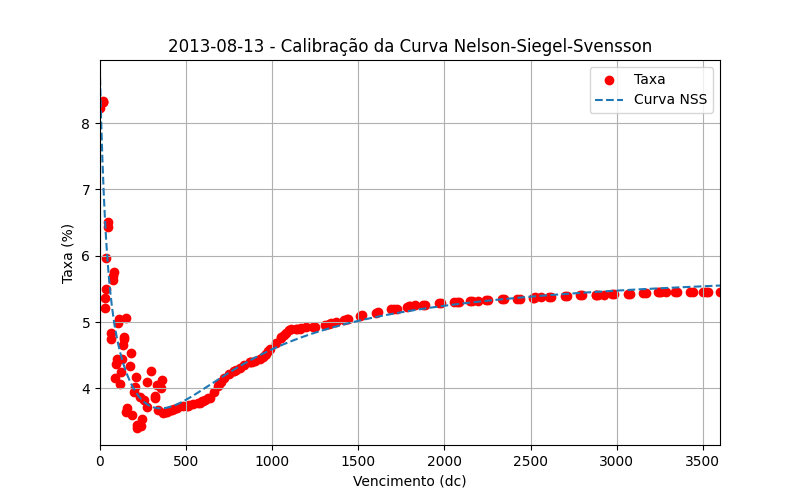 2013-08-13 - Calibração da Curva Nelson-Siegel-Svensson
Taxa
Curva NSS
Taxa (%)
8
7
6
5
4
0 500 1000 1500 2000 2500 3000 3500
Vencimento (dc)